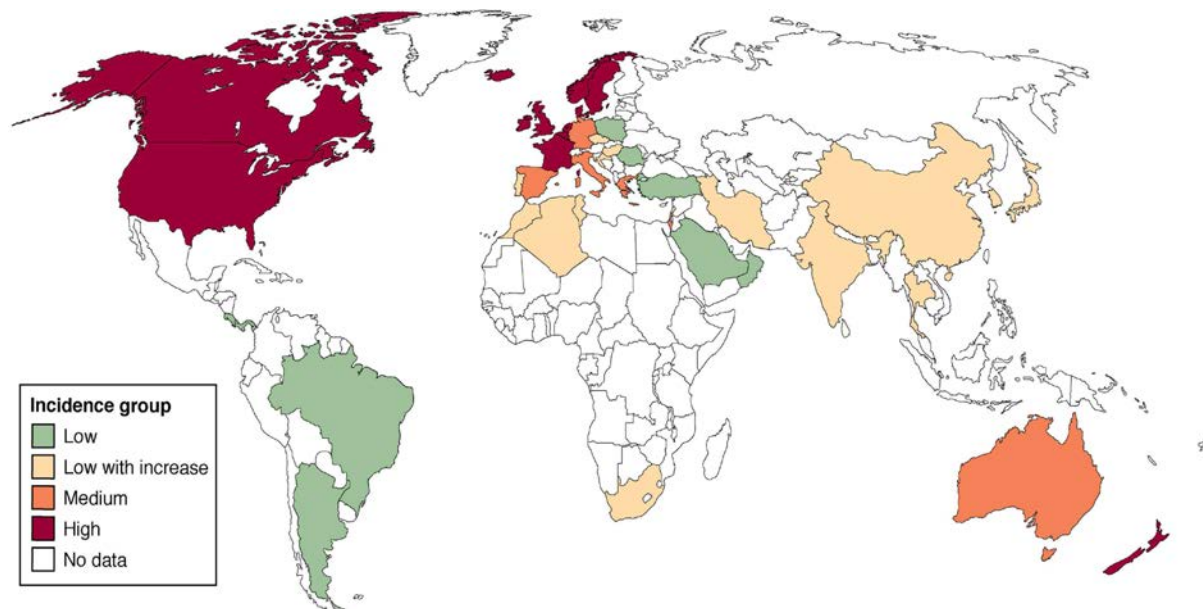 Incidence group
Low
Low with increase
Medium
High
No data